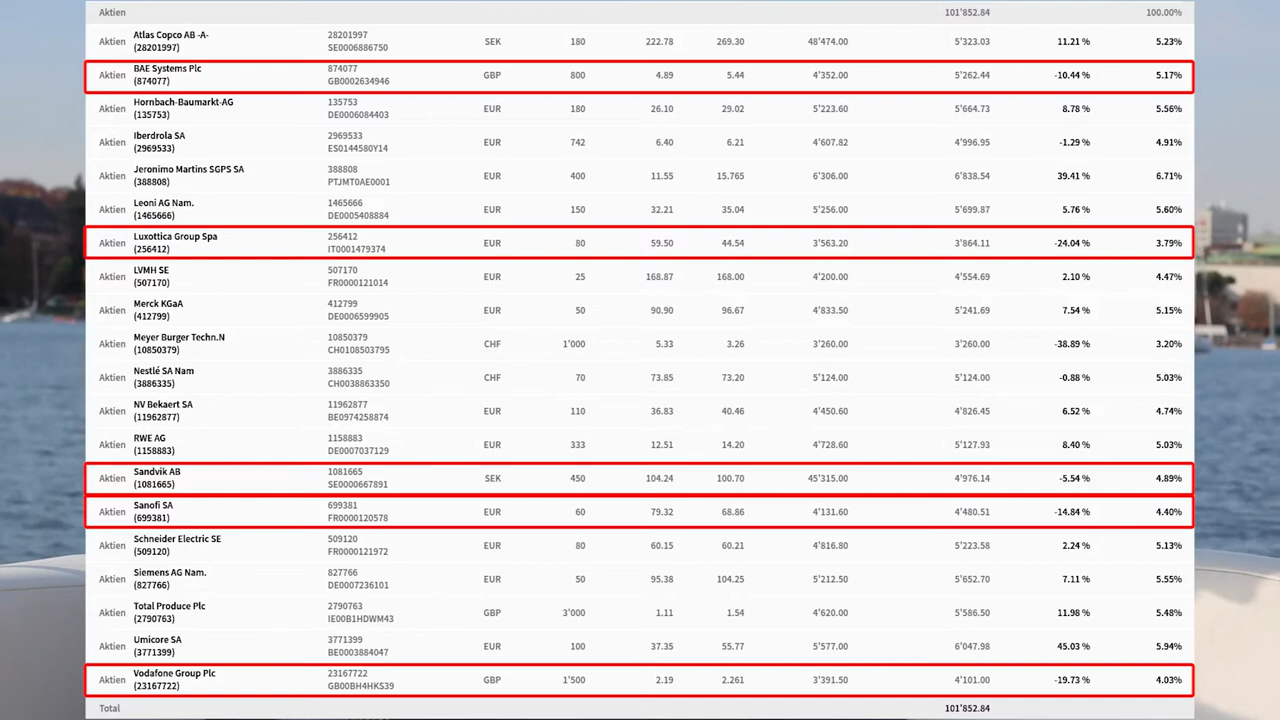 Aktien 101'852.84 100.00%
Atlas Copco AB -A- 28201997
Aktien SEK 180 222.78 269.30 48'474.00 5'323.03 11.21 % 5.23%
(28201997) SE0006886750
BAE Systems Plc 874077
Aktien GBP 800 4.89 5.44 4'352.00 5'262.44 -10.44 % 5.17%
(874077) GB0002634946
Hornbach-Baumarkt-AG 135753
Aktien EUR 180 26.10 29.02 5'223.60 5'664.73 8.78 % 5.56%
(135753) DE0006084403
Iberdrola SA 2969533
Aktien EUR 742 6.40 6.21 4'607.82 4'996.95 -1.29 % 4.91%
(2969533) ES0144580Y14
Jeronimo Martins SGPS SA 388808
Aktien EUR 400 11.55 15.765 6'306.00 6'838.54 39.41 % 6.71%
(388808) PTJMT0AE0001
Leoni AG Nam. 1465666
Aktien EUR 150 32.21 35.04 5'256.00 5'699.87 5.76 % 5.60%
(1465666) DE0005408884
Luxottica Group Spa 256412
Aktien EUR 80 59.50 44.54 3'563.20 3'864.11 -24.04 % 3.79%
(256412) IT0001479374
LVMH SE 507170
Aktien EUR 25 168.87 168.00 4'200.00 4'554.69 2.10 % 4.47%
(507170) FR0000121014
Merck KGaA 412799
Aktien EUR 50 90.90 96.67 4'833.50 5'241.69 7.54 % 5.15%
(412799) DE0006599905
Meyer Burger Techn.N 10850379
Aktien CHF 1'000 5.33 3.26 3'260.00 3'260.00 -38.89 % 3.20%
(10850379) CH0108503795
Nestlé SA Nam 3886335
Aktien CHF 70 73.85 73.20 5'124.00 5'124.00 -0.88 % 5.03%
(3886335) CH0038863350
NV Bekaert SA 11962877
Aktien EUR 110 36.83 40.46 4'450.60 4'826.45 6.52 % 4.74%
(11962877) BE0974258874
RWE AG 1158883
Aktien EUR 333 12.51 14.20 4'728.60 5'127.93 8.40 % 5.03%
(1158883) DE0007037129
Sandvik AB 1081665
Aktien SEK 450 104.24 100.70 45'315.00 4'976.14 -5.54 % 4.89%
(1081665) SE0000667891
Sanofi SA 699381
Aktien EUR 60 79.32 68.86 4'131.60 4'480.51 -14.84 % 4.40%
(699381) FR0000120578
Schneider Electric SE 509120
Aktien EUR 80 60.15 60.21 4'816.80 5'223.58 2.24 % 5.13%
(509120) FR0000121972
Siemens AG Nam. 827766
Aktien EUR 50 95.38 104.25 5'212.50 5'652.70 7.11 % 5.55%
(827766) DE0007236101
Total Produce Plc 2790763
Aktien GBP 3'000 1.11 1.54 4'620.00 5'586.50 11.98 % 5.48%
(2790763) IE00B1HDWM43
Umicore SA 3771399
Aktien EUR 100 37.35 55.77 5'577.00 6'047.98 45.03 % 5.94%
(3771399) BE0003884047
Vodafone Group Plc 23167722
Aktien GBP 1'500 2.19 2.261 3'391.50 4'101.00 -19.73 % 4.03%
(23167722) GB00BH4HKS39
Total 101'852.84